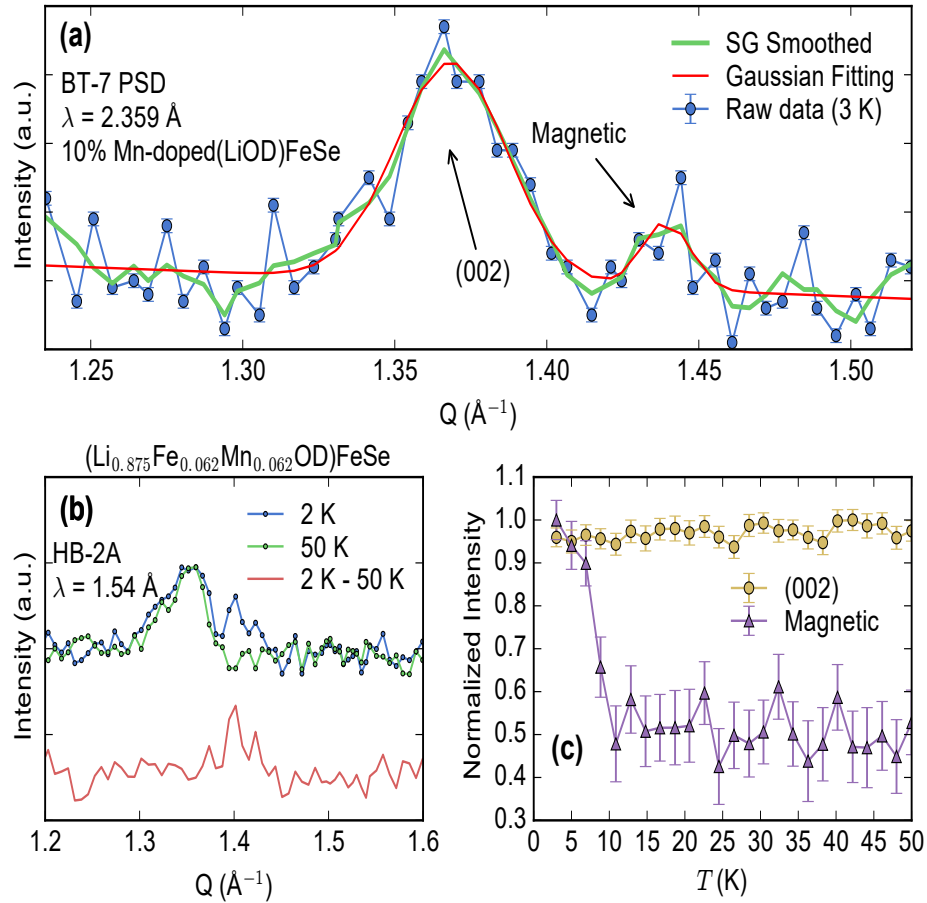 (a)
BT-7 PSD
λ = 2.359 Å
10% Mn-doped(LiOD)FeSe
SG Smoothed
Gaussian Fitting
Raw data (3 K)
Magnetic
(002)
Intensity (a.u.)
1.25 1.30 1.35 1.40 1.45 1.50
Q (Å⁻¹)
(Li₀.₈₇₅Fe₀.₀₆₂Mn₀.₀₆₂OD)FeSe
(b)
HB-2A
λ = 1.54 Å
2 K
50 K
2 K - 50 K
Intensity (a.u.)
1.2 1.3 1.4 1.5 1.6
Q (Å⁻¹)
Normalized Intensity
1.1
1.0
0.9
0.8
0.7
0.6
0.5
0.4
0.3
(002)
Magnetic
(c)
0 5 10 15 20 25 30 35 40 45 50
T (K)